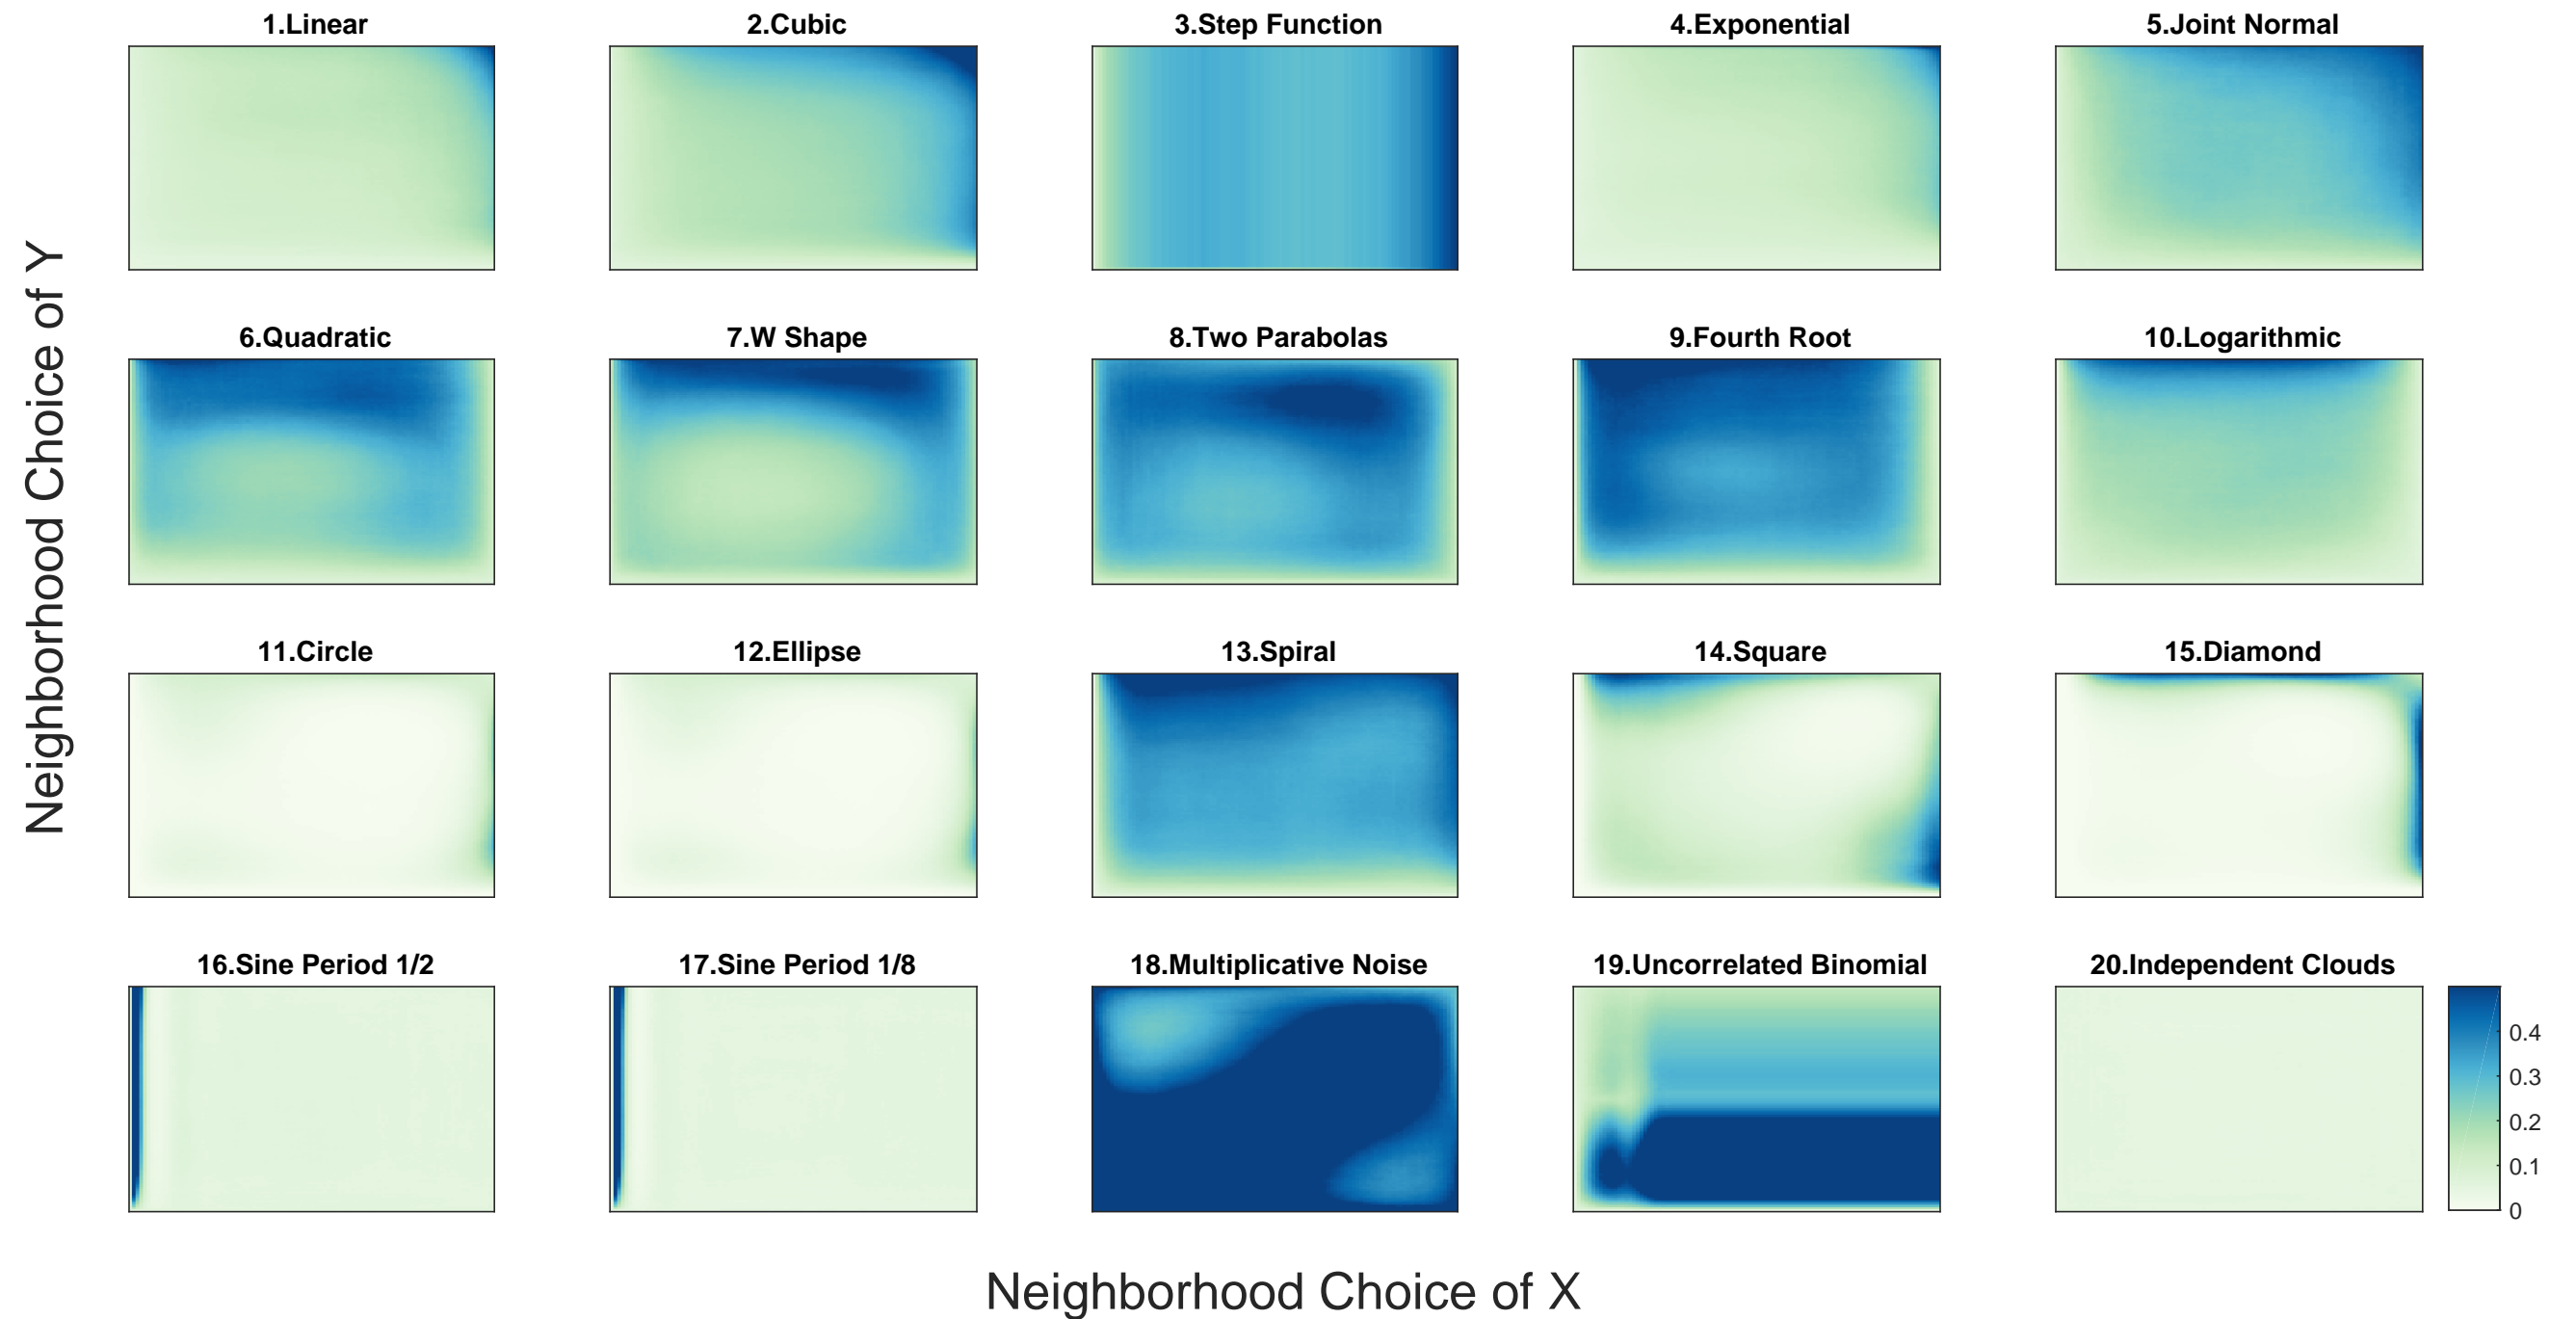 1.Linear
2.Cubic
3.Step Function
4.Exponential
5.Joint Normal
6.Quadratic
7.W Shape
8.Two Parabolas
9.Fourth Root
10.Logarithmic
11.Circle
12.Ellipse
13.Spiral
14.Square
15.Diamond
16.Sine Period 1/2
17.Sine Period 1/8
18.Multiplicative Noise
19.Uncorrelated Binomial
20.Independent Clouds
0.4
0.3
0.2
0.1
0
Neighborhood Choice of Y
Neighborhood Choice of X